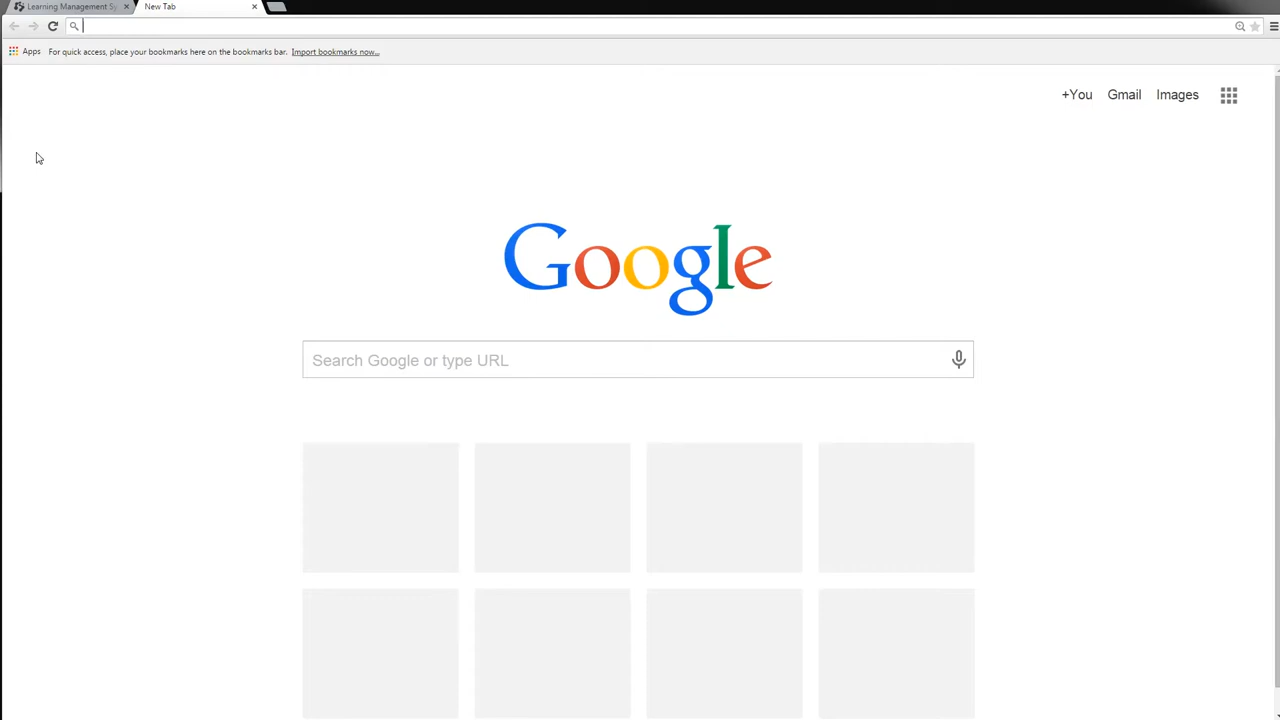 Learning Management Sy
New Tab
Apps For quick access, place your bookmarks here on the bookmarks bar. Import bookmarks now...
+You Gmail Images
Google
Search Google or type URL